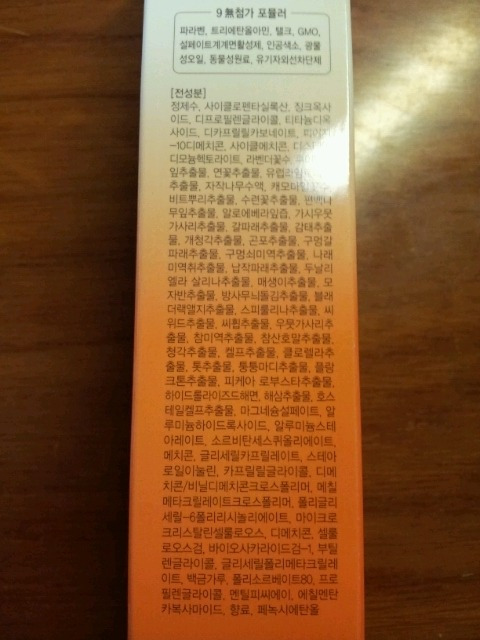 9 無첨가 포뮬러
파라벤, 트리에탄올아민, 탤크, GMO,
설페이트계계면활성제, 인공색소, 광물
성오일, 동물성원료, 유기자외선차단제
[전성분]
정제수, 사이클로펜타실록산, 징크옥사
이드, 디프로필렌글라이콜, 티타늄디옥
사이드, 디카프릴릴카보네이트,
-10디메치콘, 사이클메치콘,
디모늄헥토라이트, 라벤더꽃수,
잎추출물, 연꽃추출물,
추출물, 자작나무수액,
비트뿌리추출물, 수련꽃추출물, 편백나
무잎추출물, 알로에베라잎즙, 가시우뭇
가사리추출물, 갈파래추출물, 감태추출
물, 개청각추출물, 곤포추출물, 구멍갈
파래추출물, 구멍쇠미역추출물, 나래
미역취추출물, 납작파래추출물, 두날리
엘라 살리나추출물, 매생이추출물, 모
자반추출물, 방사무늬돌김추출물, 블래
더랙앨지추출물, 스피룰리나추출물, 씨
위드추출물, 씨휩추출물, 우뭇가사리추
출물, 참미역추출물, 참산호말추출물,
청각추출물, 켈프추출물, 클로렐라추
출물, 톳추출물, 퉁퉁마디추출물, 플랑
크톤추출물, 피케아 로부스타추출물,
하이드롤라이즈드해면, 해삼추출물, 호스
테일켈프추출물, 마그네슘설페이트, 알
루미늄하이드록사이드, 알루미늄스테
아레이트, 소르비탄세스퀴올리에이트,
메치콘, 글리세릴카프릴레이트, 스테아
로일이눌린, 카프릴릴글라이콜, 디메
치콘/비닐디메치콘크로스폴리머, 메칠
메타크릴레이트크로스폴리머, 폴리글리
세릴-6폴리리시놀리에이트, 마이크로
크리스탈린셀룰로오스, 디메치콘, 셀룰
로오스검, 바이오사카라이드검-1, 부틸
렌글라이콜, 글리세릴폴리메타크릴레
이트, 백금가루, 폴리소르베이트80, 프로
필렌글라이콜, 멘틸피씨에이, 에칠멘탄
카복사마이드, 향료, 페녹시에탄올